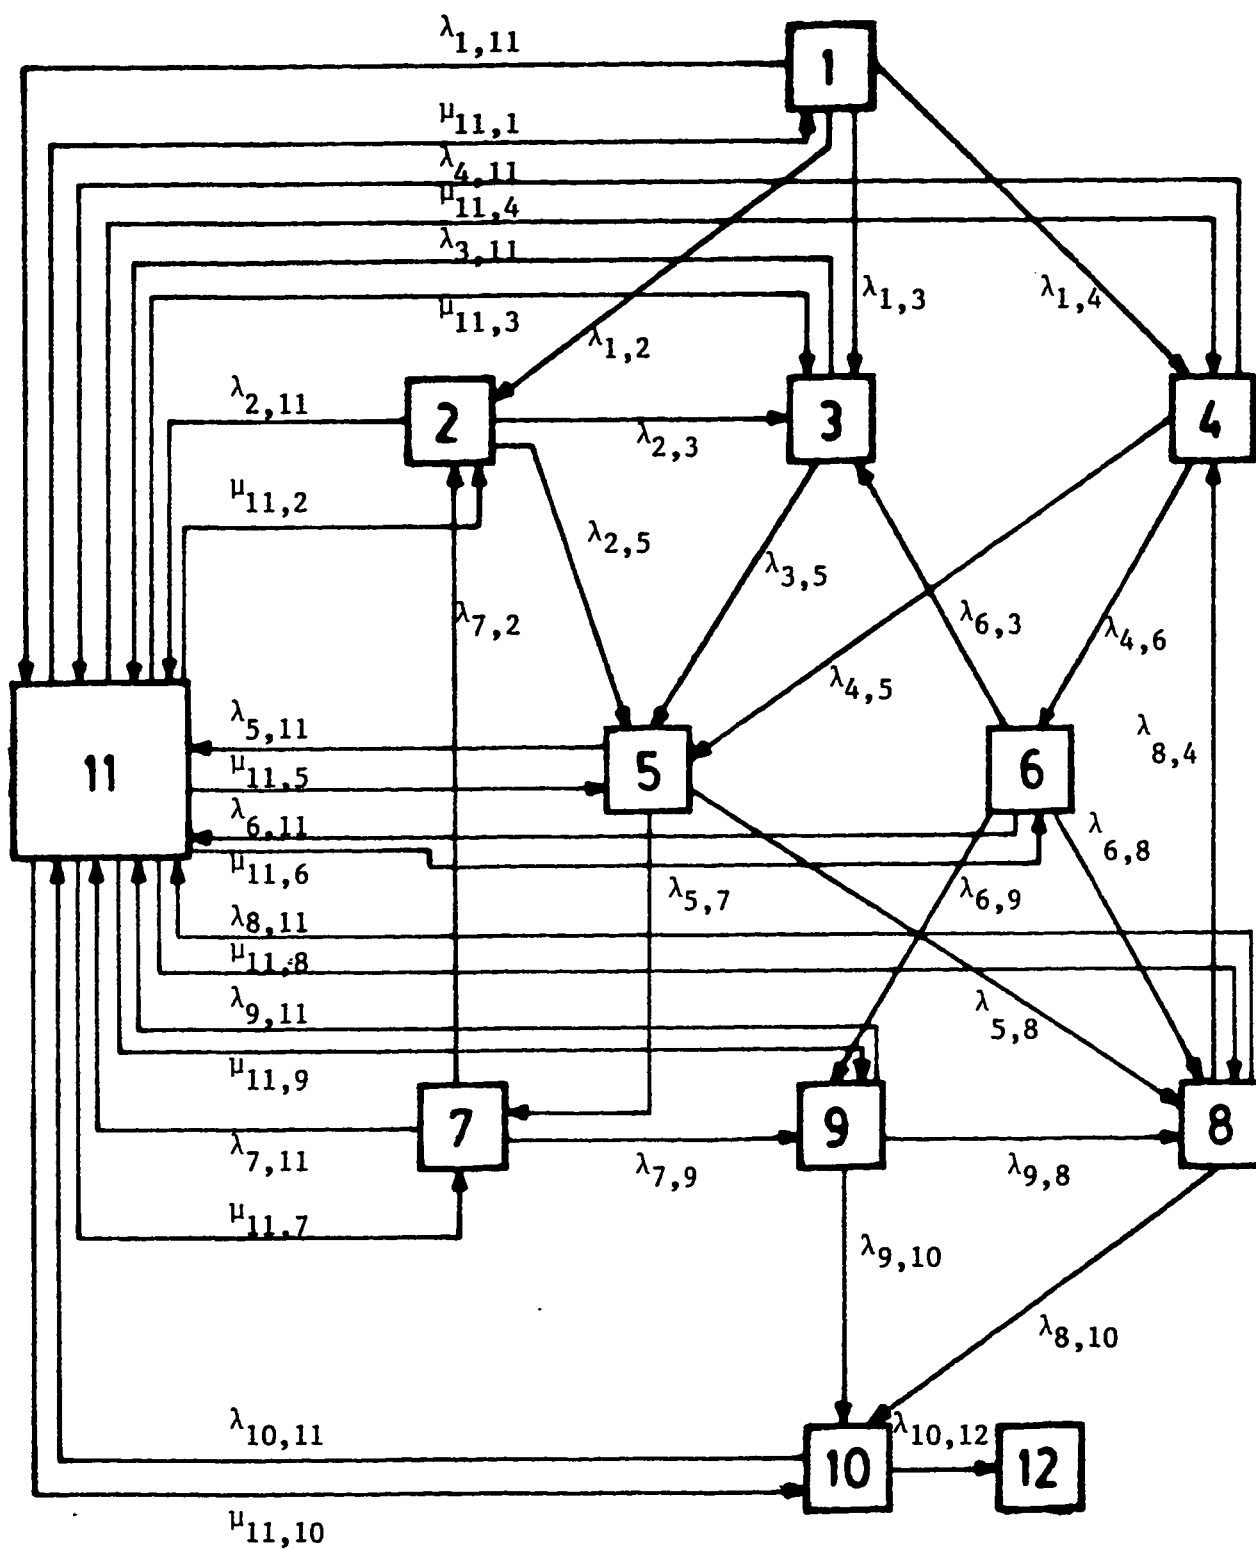 λ1,11
1
μ11,1
λ4,11
μ11,4
λ3,11
μ11,3
λ1,3
λ1,4
λ1,2
λ2,11
2
λ2,3
3
4
μ11,2
λ2,5
λ3,5
λ7,2
λ6,3
λ4,6
λ4,5
λ8,4
λ5,11
11
μ11,5
5
6
λ6,11
μ11,6
λ6,8
λ5,7
λ6,9
λ8,11
μ11,8
λ9,11
λ5,8
μ11,9
7
9
8
λ7,11
λ7,9
λ9,8
μ11,7
λ9,10
λ8,10
λ10,11
λ10,12
10
12
μ11,10